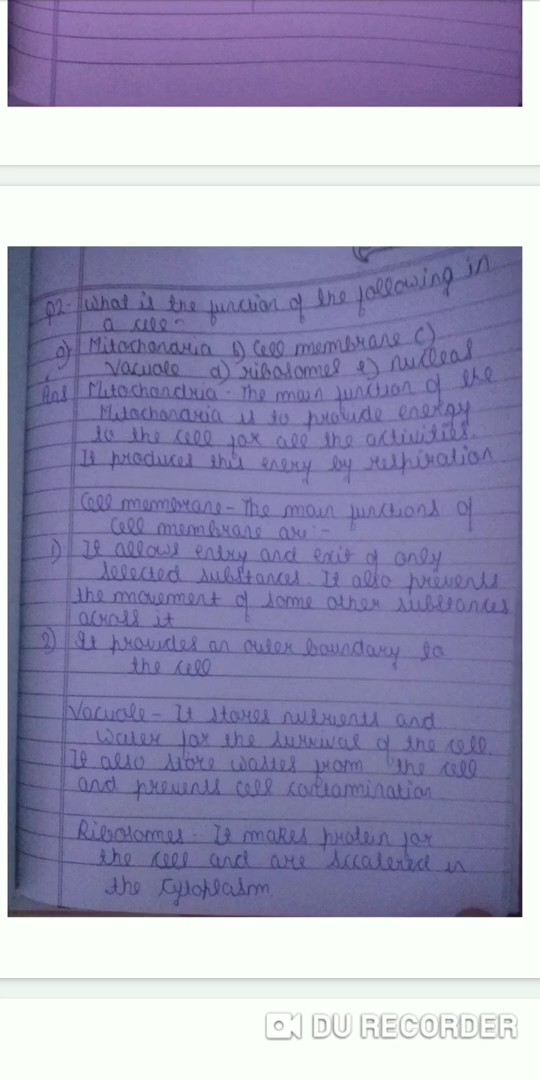 Q2- What is the function of the following in
a cell-
a) Mitochondria b) Cell membrane c)
Vacuole d) ribosomes e)
Ans Mitochondria - The main function of the
Mitochondria is to provide energy
to the cell for all the activities.
It produces this enery by respiration
Cell membrane - The main functions of
cell membrane are :-
1) It allows entry and exit of only
selected substances. It also prevents
the movement of some other substances
across it
2) It provides an outer boundary to
the cell
Vacuole - It stores nutrients and
water for the survival of the cell.
It also store wastes from the cell
and prevents cell contamination
Ribosomes - It makes protein for
the cell and are sccatered in
the cytoplasm
DU RECORDER